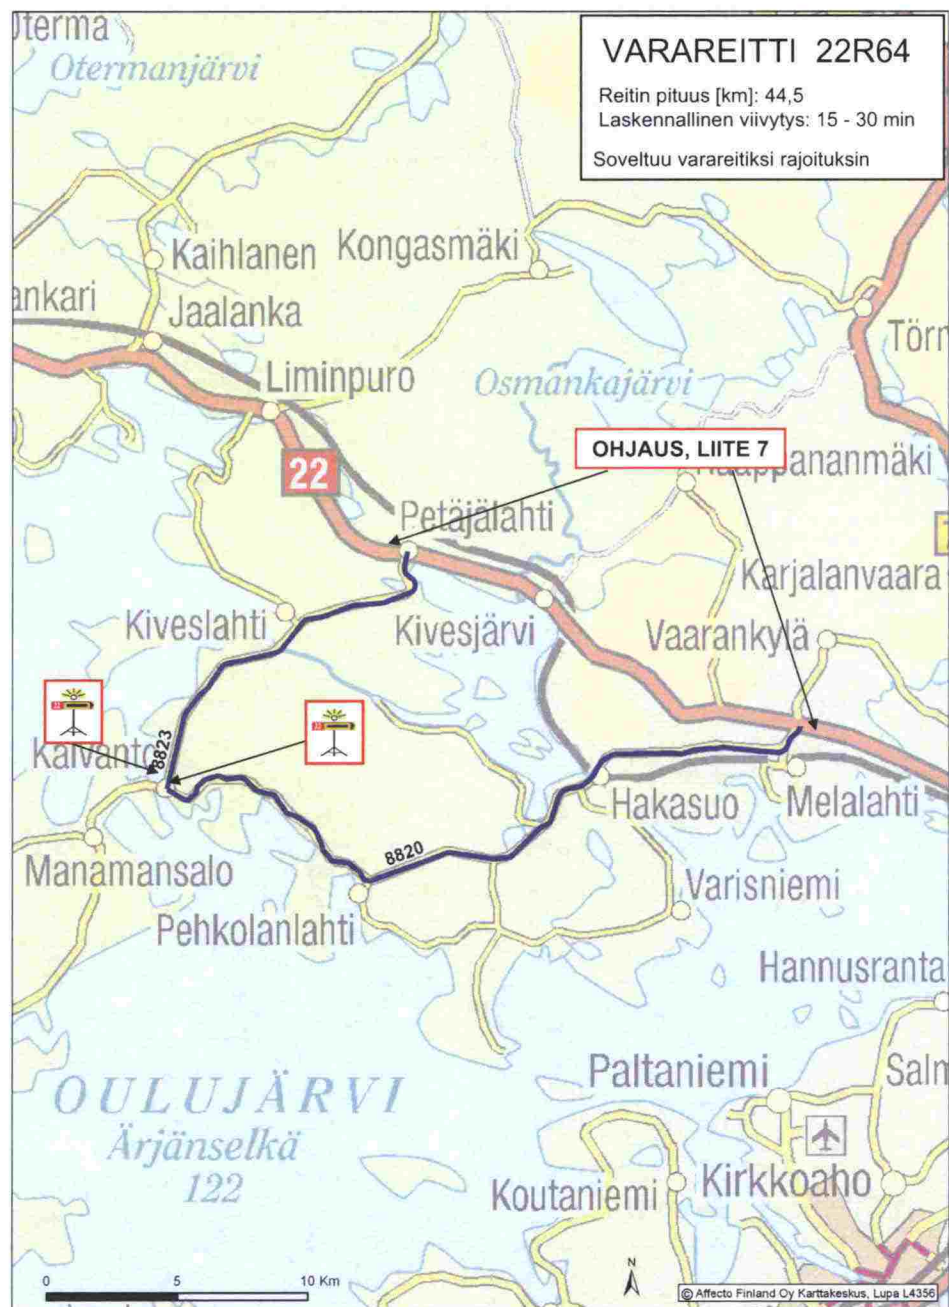 Oterma
VARAREITTI 22R64
Otermanjärvi
Reitin pituus [km]: 44,5
Laskennallinen viivytys: 15 - 30 min
Soveltuu varareitiksi rajoituksin
Kaihlanen
Kongasmäki
ankari
Jaalanka
Törm
Liminpuro
Osmankajärvi
OHJAUS, LIITE 7
22
Petäjälahti
Karjalanvaara
Kiveslahti
Kivesjärvi
Vaarankylä
22
22
Kaivanto
8823
Hakasuo
Melalahti
Manamansalo
8820
Varisniemi
Pehkolanlahti
Hannusranta
OULUJÄRVI
Paltaniemi
Salm
Ärjänselkä
122
Koutaniemi
Kirkkoaho
N
0 5 10 Km
© Affecto Finland Oy Karttakeskus, Lupa L4356